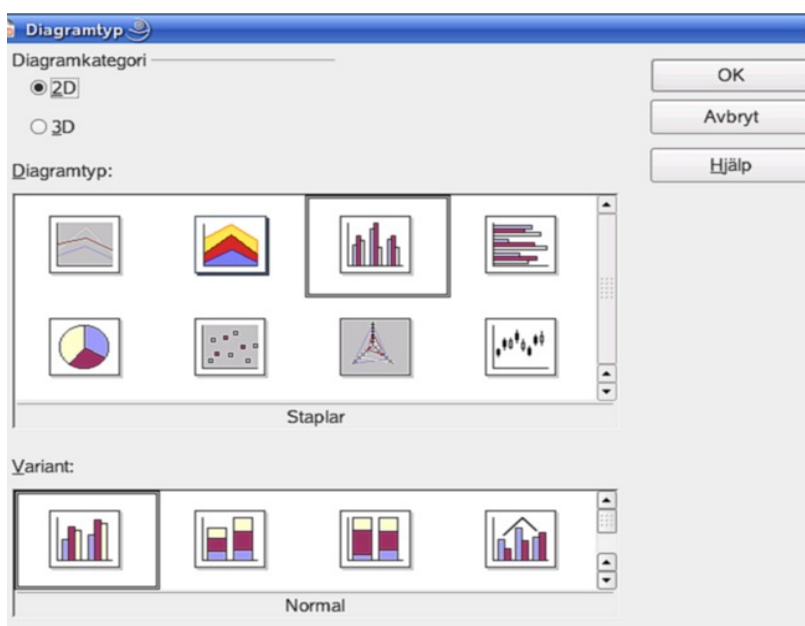 Diagramtyp
Diagramkategori
2D
3D
Diagramtyp:
Staplar
Variant:
Normal
OK
Avbryt
Hjälp